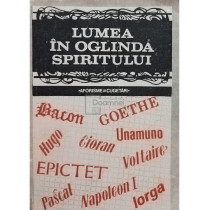 LUMEA
ÎN OGLINDA
SPIRITULUI
•AFORISME•CUGETĂRI•
Bacon
GOETHE
Hugo
Cioran
Unamuno
Voltaire
EPICTET
Pascal
Napoleon I
Iorga